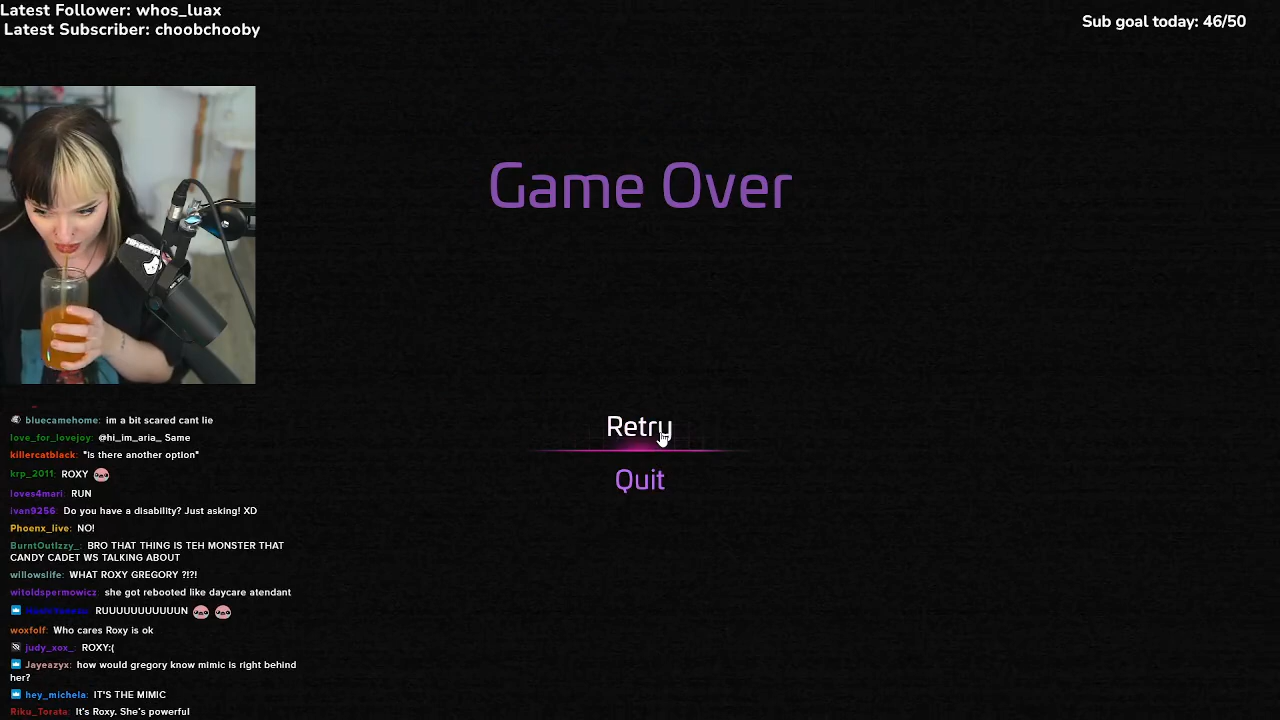 Latest Follower: whos_luax
Latest Subscriber: choobchooby
Sub goal today: 46/50
Game Over
Retry
Quit
bluecamehome: im a bit scared cant lie
love_for_lovejoy: @hi_im_aria_ Same
killercatblack: "is there another option"
krp_2011: ROXY
loves4mari: RUN
ivan9256: Do you have a disability? Just asking! XD
Phoenx_live: NO!
BurntOutIzzy_: BRO THAT THING IS TEH MONSTER THAT
CANDY CADET WS TALKING ABOUT
willowslife: WHAT ROXY GREGORY ?!?!
witoldspermowicz she got rebooted like daycare atendant
RUUUUUUUUUUUN
woxfolf: Who cares Roxy is ok
judy_xox_: ROXY:(
Jayeazyx: how would gregory know mimic is right behind
her?
hey_michela: IT'S THE MIMIC
Riku_Torata: It's Roxy. She's powerful